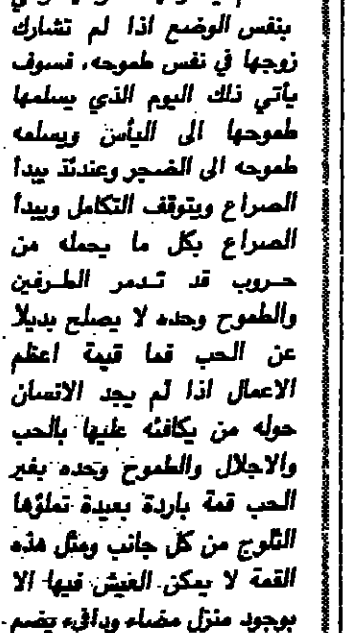 بنفس الوضع اذا لم تشارك
زوجها في نفس طموحه، فسوف
يأتي ذلك اليوم الذي يسلمها
طموحها الى اليأس ويسلمه
طموحه الى الضجر وعندئذ يبدأ
الصراع ويتوقف التكامل ويبدأ
الصراع بكل ما يحمله من
حروب قد تدمر الطرفين
والطموح وحده لا يصلح بديلا
عن الحب فما قيمة اعظم
الاعمال اذا لم يجد الانسان
حوله من يكافئه عليها بالحب
والاجلال والطموح وحده بغير
الحب قمة باردة بعيدة تملؤها
الثلوج من كل جانب ومثل هذه
القمة لا يمكن العيش فيها الا
بوجود منزل مضاء ودافىء يضم